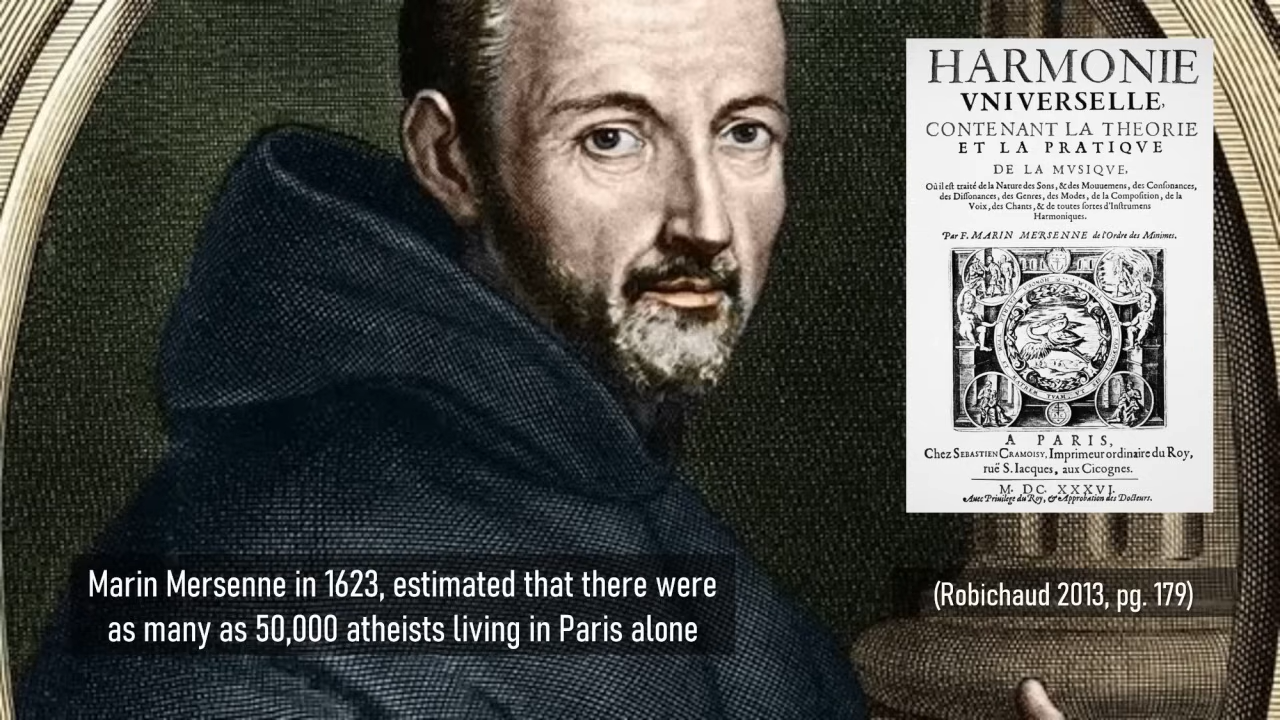 HARMONIE
VNIVERSELLE,
CONTENANT LA THEORIE
ET LA PRATIQVE
DE LA MVSIQVE,
Où il est traité de la Nature des Sons, & des Mouuemens, des Consonances,
des Dissonances, des Genres, des Modes, de la Composition, de la
Voix, des Chants, & de toutes sortes d'Instrumens
Harmoniques.
Par F. MARIN MERSENNE de l'Ordre des Minimes.
A PARIS,
Chez SEBASTIEN CRAMOISY, Imprimeur ordinaire du Roy,
ruë S. Iacques, aux Cicognes.
M. DC. XXXVI.
Auec Priuilege du Roy, & Approbation des Docteurs.
Marin Mersenne in 1623, estimated that there were
as many as 50,000 atheists living in Paris alone
(Robichaud 2013, pg. 179)